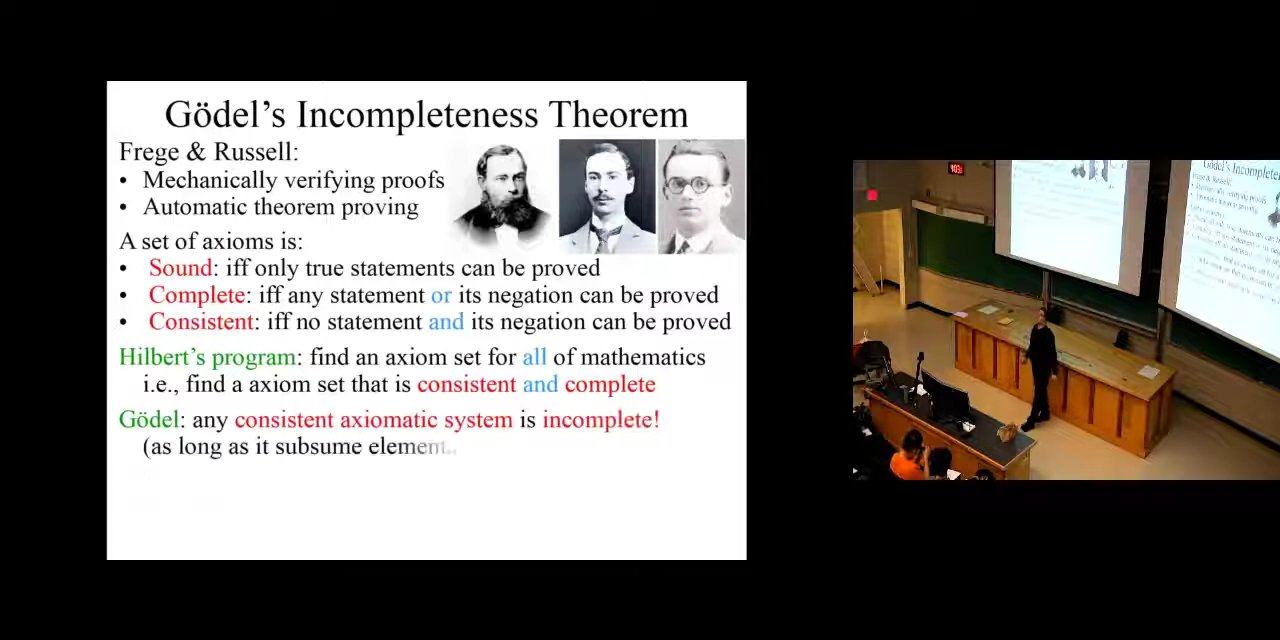 Gödel's Incompleteness Theorem
Frege & Russell:
• Mechanically verifying proofs
• Automatic theorem proving
A set of axioms is:
• Sound: iff only true statements can be proved
• Complete: iff any statement or its negation can be proved
• Consistent: iff no statement and its negation can be proved
Hilbert's program: find an axiom set for all of mathematics
i.e., find a axiom set that is consistent and complete
Gödel: any consistent axiomatic system is incomplete!
(as long as it subsume element..
Gödel's Incompleteness